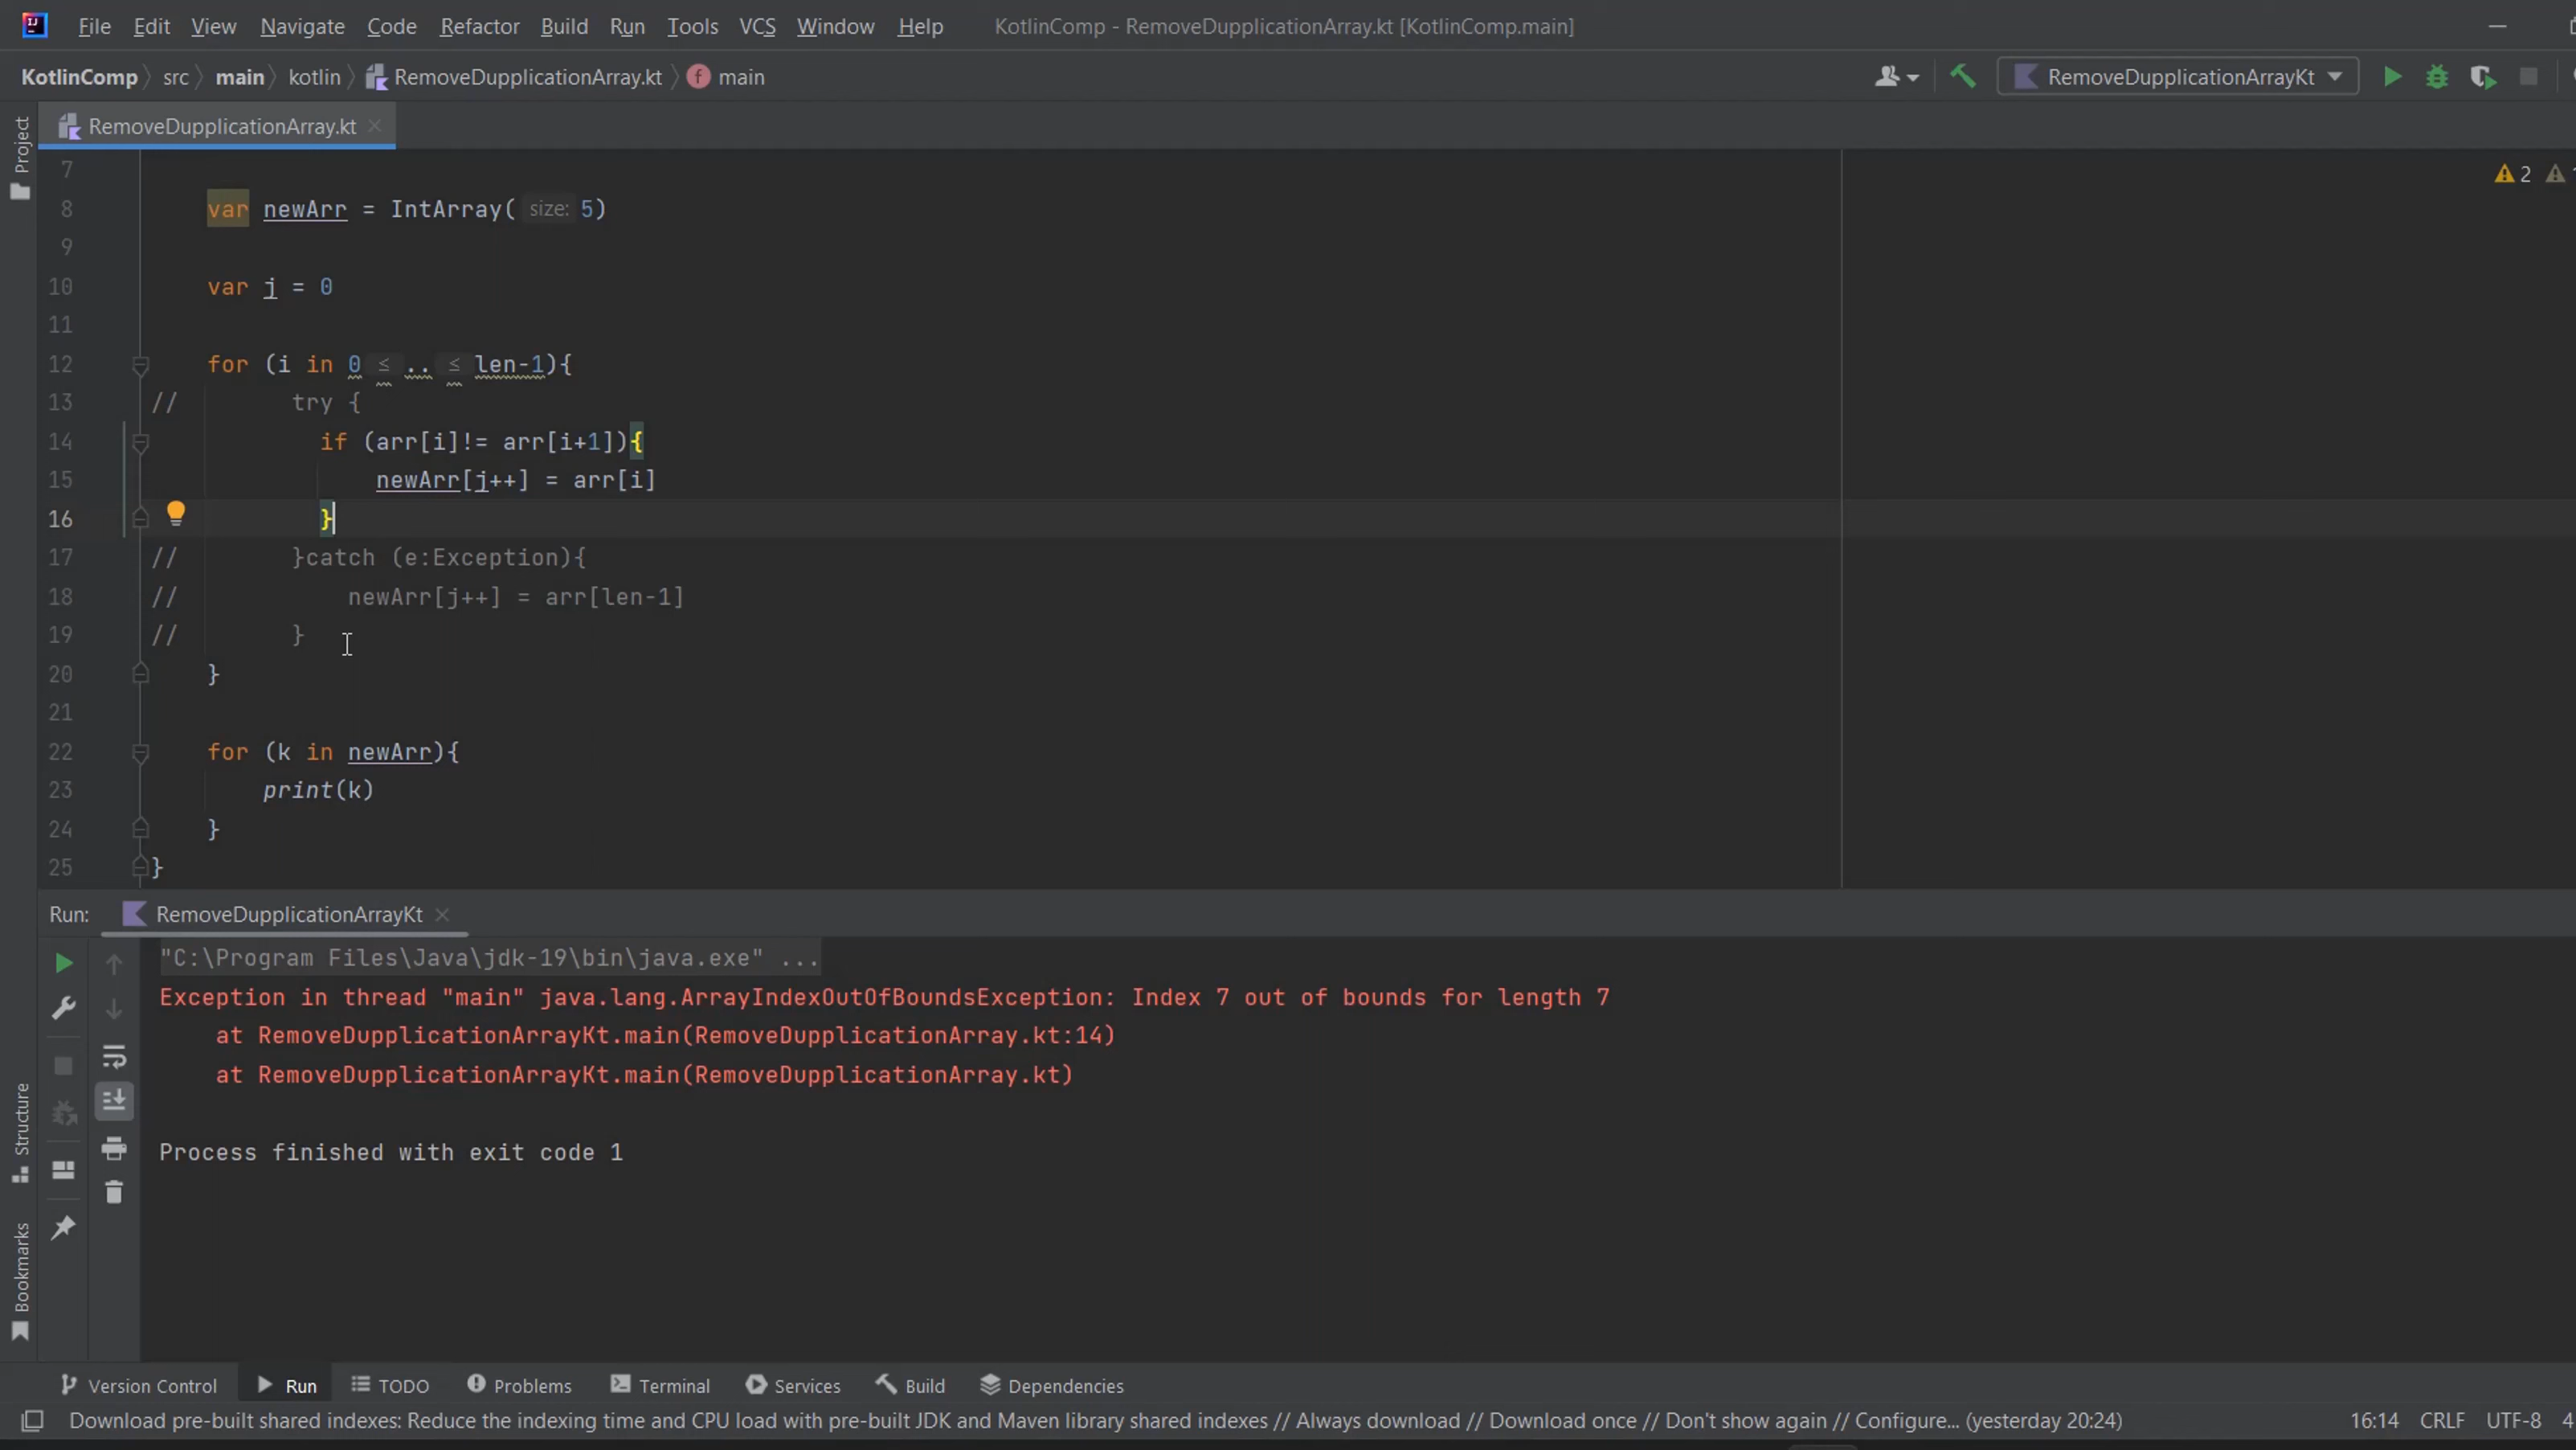 File Edit View Navigate Code Refactor Build Run Tools VCS Window Help KotlinComp - RemoveDupplicationArray.kt [KotlinComp.main]
KotlinComp src main kotlin RemoveDupplicationArray.kt f main RemoveDupplicationArrayKt
Project
RemoveDupplicationArray.kt
7
8 var newArr = IntArray( size: 5)
9
10 var j = 0
11
12 for (i in 0 ≤ .. ≤ len-1){
13 // try {
14 if (arr[i]!= arr[i+1]){
15 newArr[j++] = arr[i]
16 }
17 // }catch (e:Exception){
18 // newArr[j++] = arr[len-1]
19 // }
20 }
21
22 for (k in newArr){
23 print(k)
24 }
25 }
2
Run: RemoveDupplicationArrayKt
"C:\Program Files\Java\jdk-19\bin\java.exe" ...
Exception in thread "main" java.lang.ArrayIndexOutOfBoundsException: Index 7 out of bounds for length 7
at RemoveDupplicationArrayKt.main(RemoveDupplicationArray.kt:14)
at RemoveDupplicationArrayKt.main(RemoveDupplicationArray.kt)
Process finished with exit code 1
Structure
Bookmarks
Version Control Run TODO Problems Terminal Services Build Dependencies
Download pre-built shared indexes: Reduce the indexing time and CPU load with pre-built JDK and Maven library shared indexes // Always download // Download once // Don't show again // Configure... (yesterday 20:24) 16:14 CRLF UTF-8 4